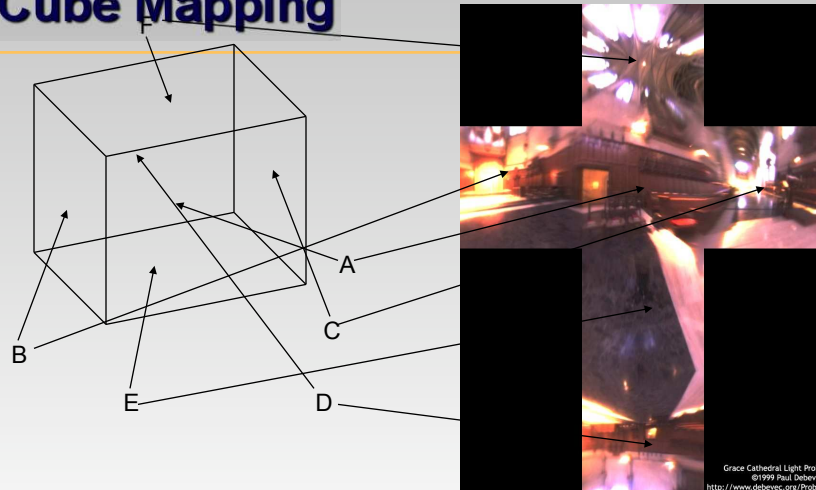 Cube Mapping
F
A
C
B
E
D
Grace Cathedral Light Pro
©1999 Paul Debev
http://www.debevec.org/Prob